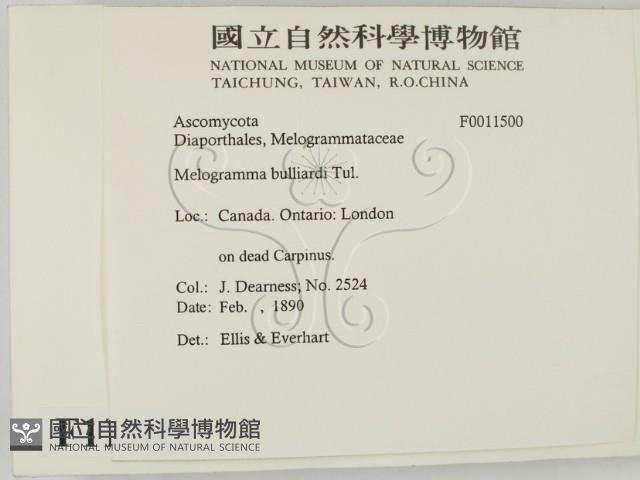 國立自然科學博物館
NATIONAL MUSEUM OF NATURAL SCIENCE
TAICHUNG, TAIWAN, R.O.CHINA
Ascomycota F0011500
Diaporthales, Melogrammataceae
Melogramma bulliardi Tul.
Loc.: Canada. Ontario: London
on dead Carpinus.
Col.: J. Dearness; No. 2524
Date: Feb. , 1890
Det.: Ellis & Everhart
國立自然科學博物館
NATIONAL MUSEUM OF NATURAL SCIENCE